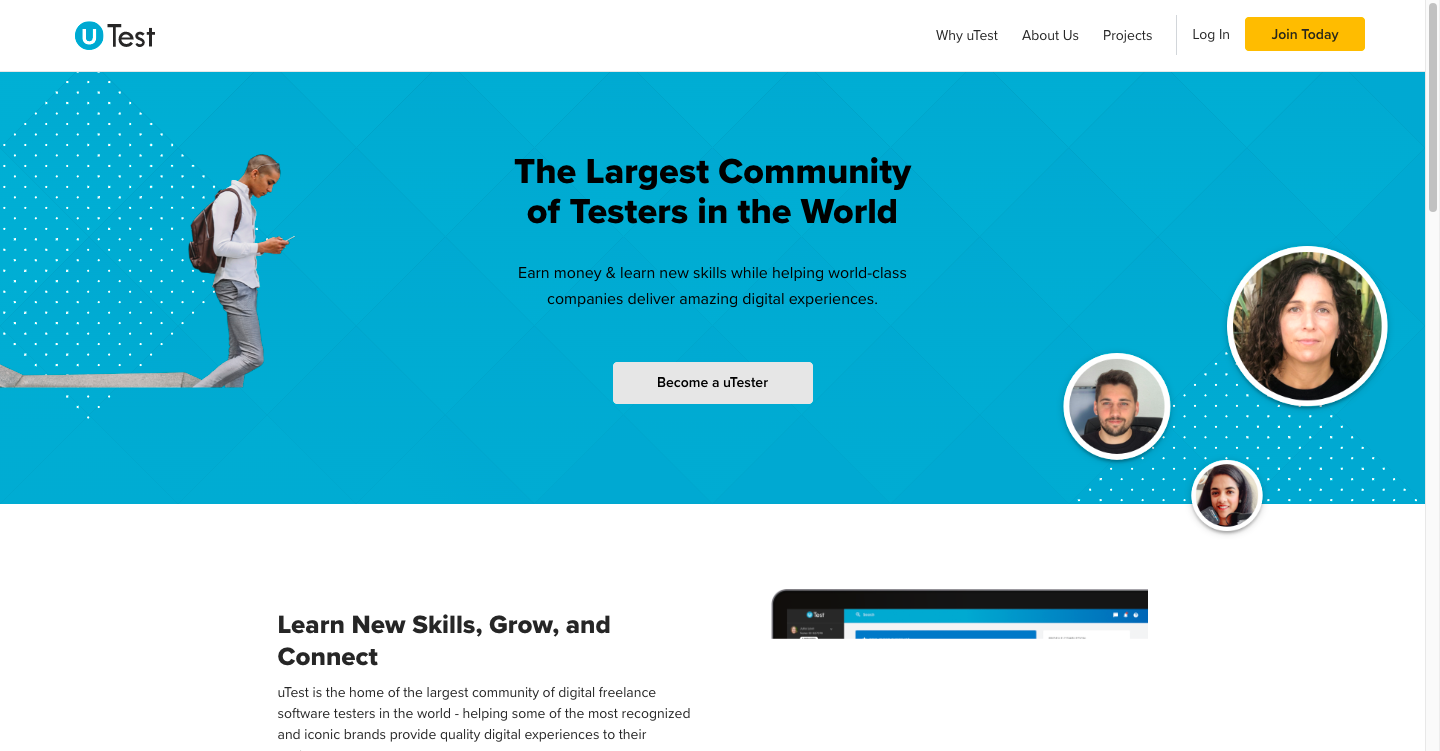 uTest
Why uTest
About Us
Projects
Log In
Join Today
The Largest Community
of Testers in the World
Earn money & learn new skills while helping world-class
companies deliver amazing digital experiences.
Become a uTester
Learn New Skills, Grow, and
Connect
uTest is the home of the largest community of digital freelance
software testers in the world - helping some of the most recognized
and iconic brands provide quality digital experiences to their
uTest
Search